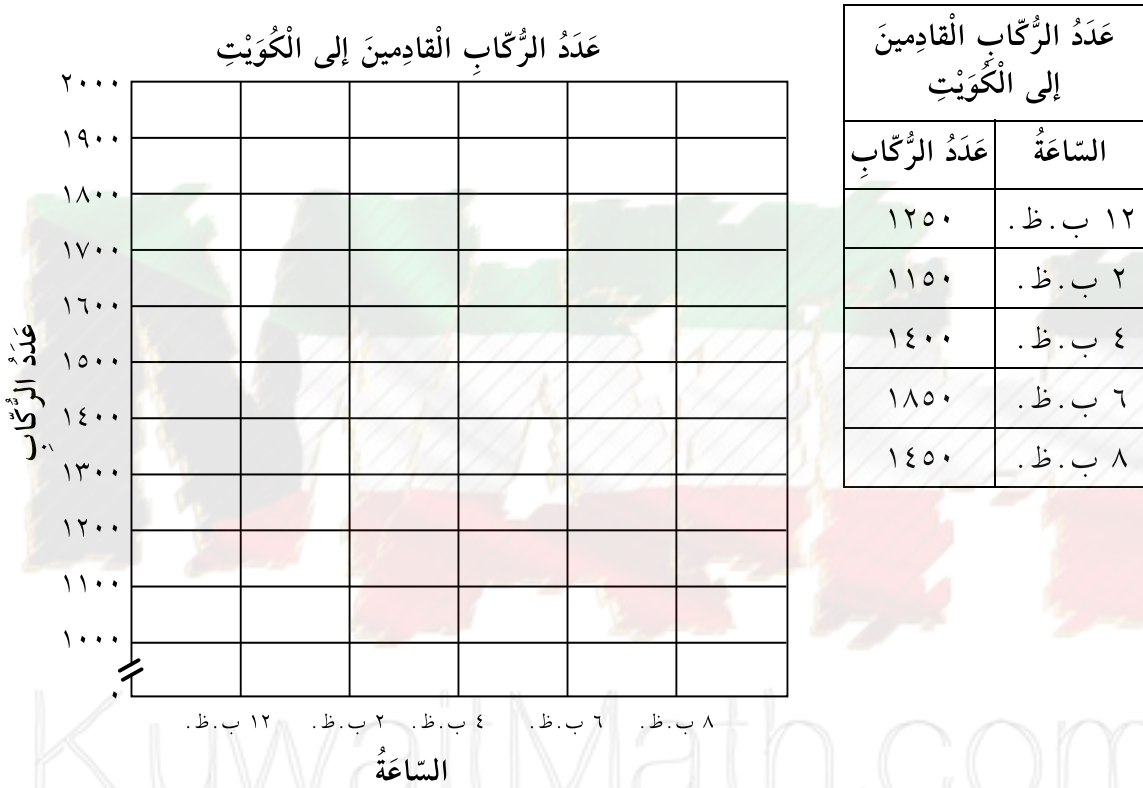 عَدَدُ الرُّكّابِ الْقادِمينَ إلى الْكُوَيْتِ
٢٠٠٠
١٩٠٠
١٨٠٠
١٧٠٠
١٦٠٠
١٥٠٠
١٤٠٠
١٣٠٠
١٢٠٠
١١٠٠
١٠٠٠
٠
عَدَدُ الرُّكّابِ
١٢ ب.ظ. ٢ ب.ظ. ٤ ب.ظ. ٦ ب.ظ. ٨ ب.ظ.
السّاعَةُ
عَدَدُ الرُّكّابِ الْقادِمينَ
إلى الْكُوَيْتِ
السّاعَةُ عَدَدُ الرُّكّابِ
١٢ ب.ظ. ١٢٥٠
٢ ب.ظ. ١١٥٠
٤ ب.ظ. ١٤٠٠
٦ ب.ظ. ١٨٥٠
٨ ب.ظ. ١٤٥٠
KuwaitMath.com